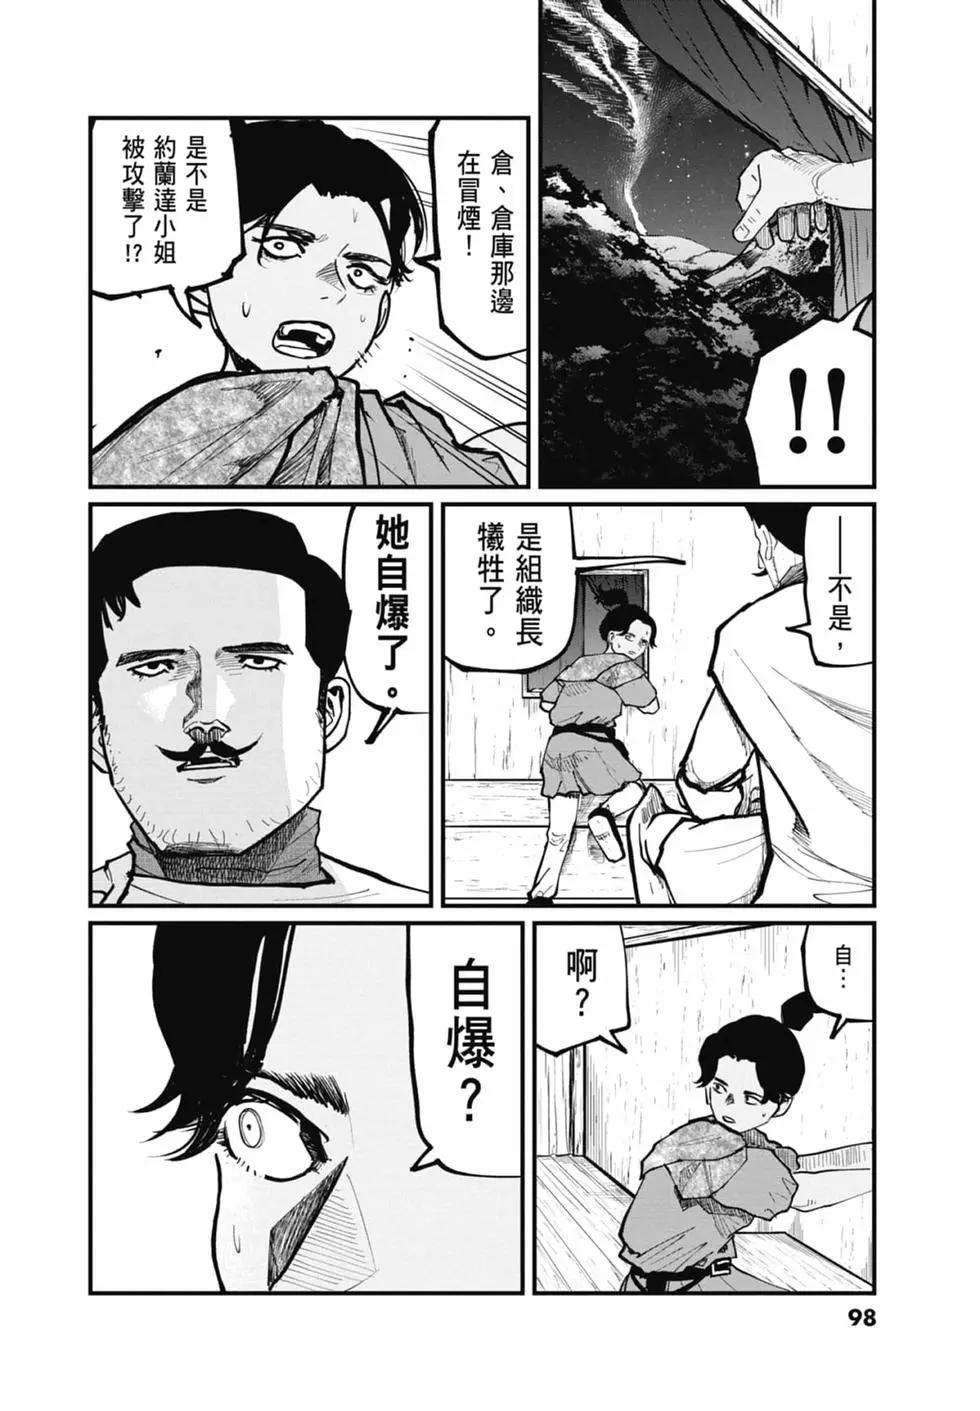 !!
倉、倉庫那邊
在冒煙！
是不是
約蘭達小姐
被攻擊了!?
——不是，
是組織長
犧牲了。
她自爆了。
自…
啊？
自爆？
98